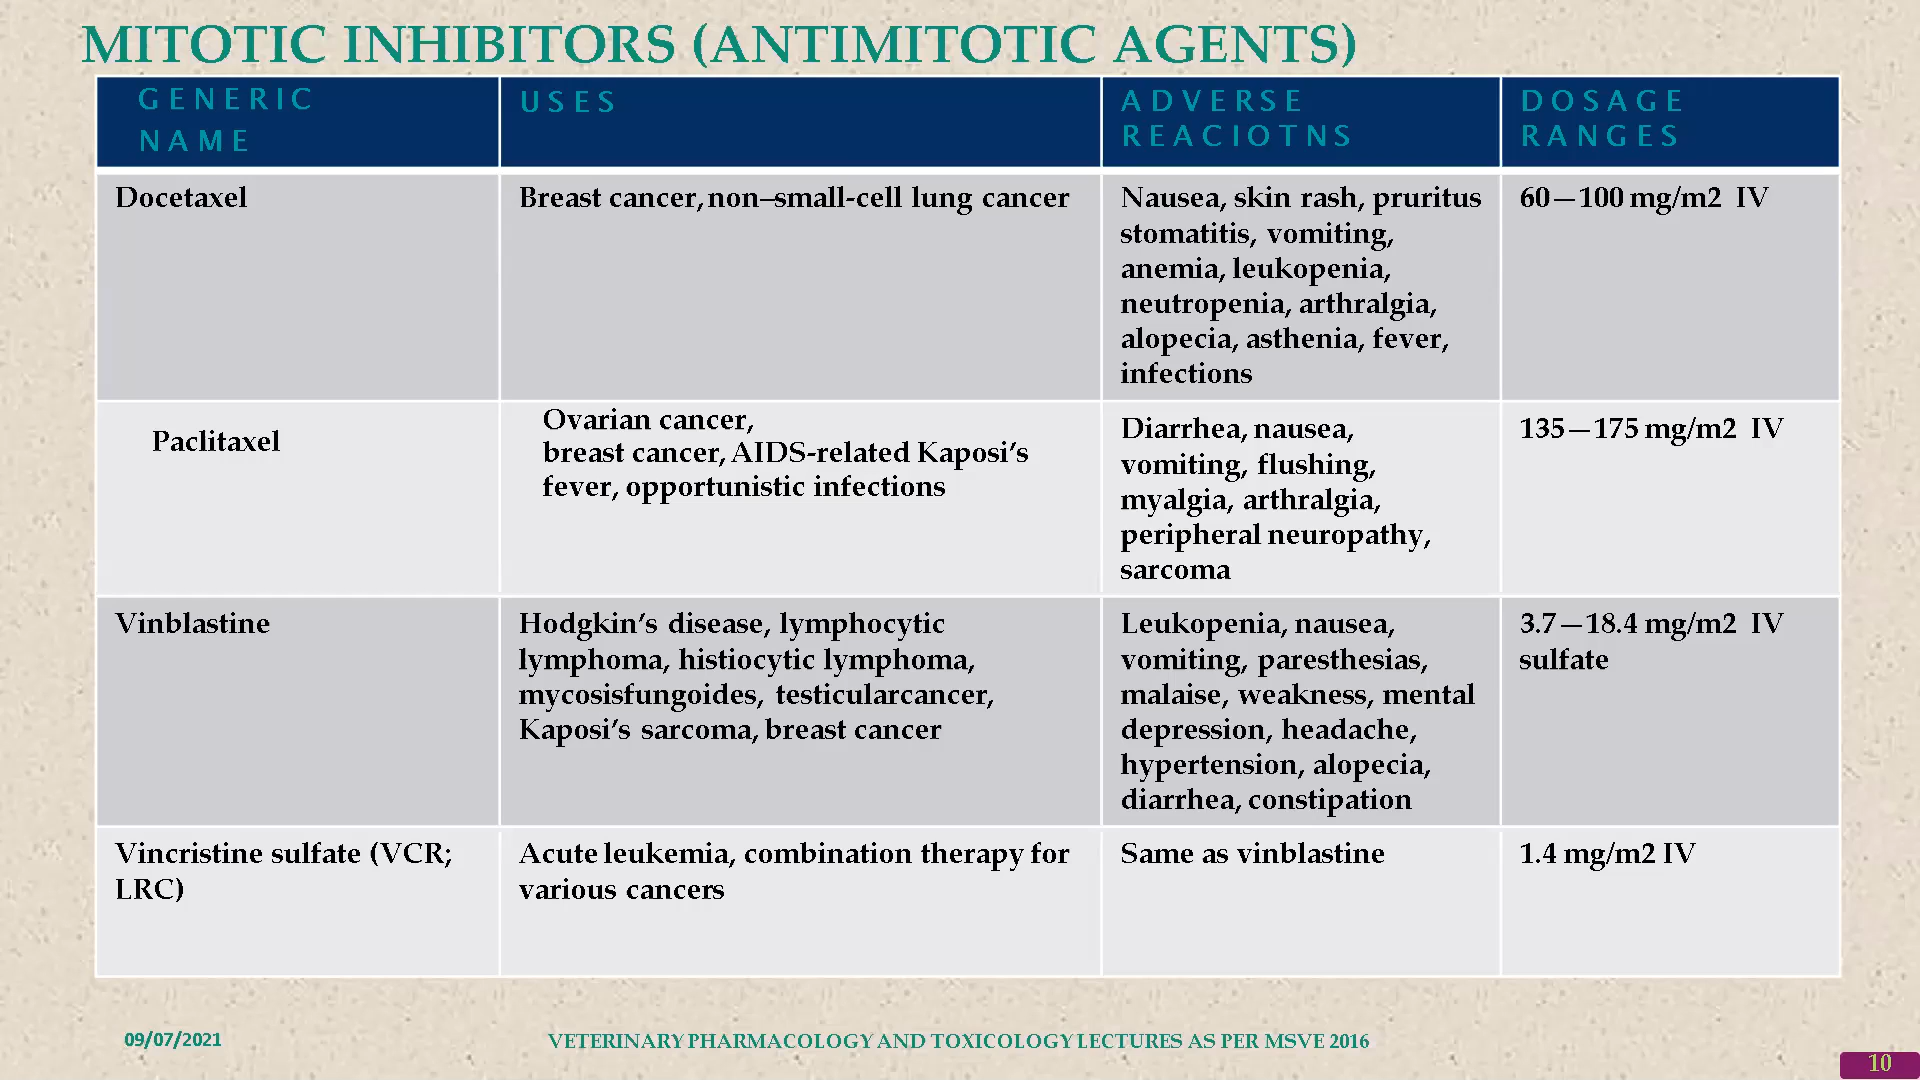 MITOTIC INHIBITORS (ANTIMITOTIC AGENTS)
GENERIC
NAME
USES
ADVERSE
REACIOTNS
DOSAGE
RANGES
Docetaxel
Breast cancer, non–small-cell lung cancer
Nausea, skin rash, pruritus
stomatitis, vomiting,
anemia, leukopenia,
neutropenia, arthralgia,
alopecia, asthenia, fever,
infections
60—100 mg/m2 IV
Paclitaxel
Ovarian cancer,
breast cancer, AIDS-related Kaposi's
fever, opportunistic infections
Diarrhea, nausea,
vomiting, flushing,
myalgia, arthralgia,
peripheral neuropathy,
sarcoma
135—175 mg/m2 IV
Vinblastine
Hodgkin's disease, lymphocytic
lymphoma, histiocytic lymphoma,
mycosisfungoides, testicularcancer,
Kaposi's sarcoma, breast cancer
Leukopenia, nausea,
vomiting, paresthesias,
malaise, weakness, mental
depression, headache,
hypertension, alopecia,
diarrhea, constipation
3.7—18.4 mg/m2 IV
sulfate
Vincristine sulfate (VCR;
LRC)
Acute leukemia, combination therapy for
various cancers
Same as vinblastine
1.4 mg/m2 IV
09/07/2021
VETERINARY PHARMACOLOGY AND TOXICOLOGY LECTURES AS PER MSVE 2016
10